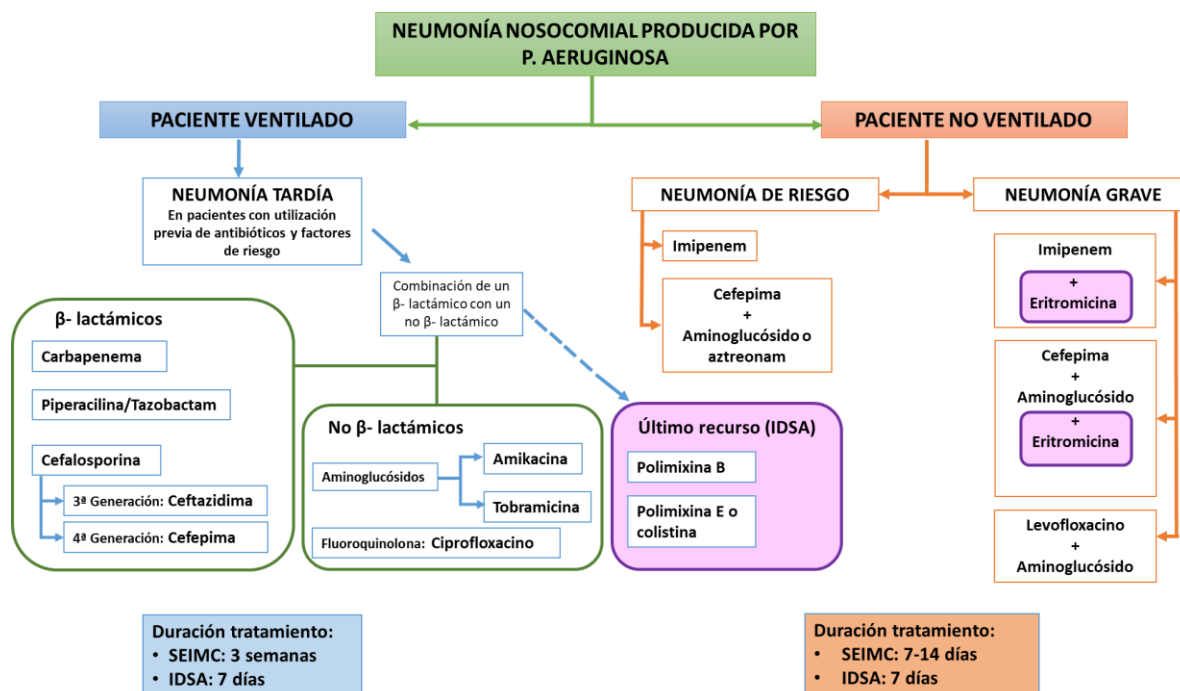 NEUMONÍA NOSOCOMIAL PRODUCIDA POR
P. AERUGINOSA
PACIENTE VENTILADO
PACIENTE NO VENTILADO
NEUMONÍA TARDÍA
En pacientes con utilización
previa de antibióticos y factores
de riesgo
Combinación de un
β- lactámico con un
no β- lactámico
β- lactámicos
Carbapenema
Piperacilina/Tazobactam
Cefalosporina
3ª Generación: Ceftazidima
4ª Generación: Cefepima
No β- lactámicos
Aminoglucósidos
Amikacina
Tobramicina
Fluoroquinolona: Ciprofloxacino
Último recurso (IDSA)
Polimixina B
Polimixina E o
colistina
NEUMONÍA DE RIESGO
Imipenem
Cefepima
+
Aminoglucósido o
aztreonam
NEUMONÍA GRAVE
Imipenem
+
Eritromicina
Cefepima
+
Aminoglucósido
+
Eritromicina
Levofloxacino
+
Aminoglucósido
Duración tratamiento:
• SEIMC: 3 semanas
• IDSA: 7 días
Duración tratamiento:
• SEIMC: 7-14 días
• IDSA: 7 días